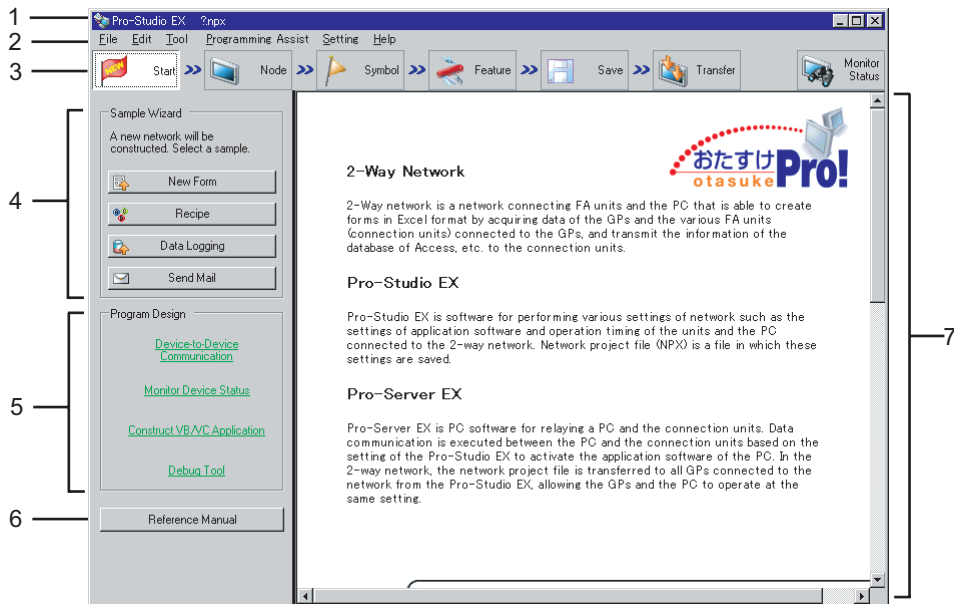 1
Pro-Studio EX ?.npx
2
File Edit Tool Programming Assist Setting Help
3
NEW Start Node Symbol Feature Save Transfer Monitor Status
4
Sample Wizard
A new network will be
constructed. Select a sample.
New Form
Recipe
Data Logging
Send Mail
5
Program Design
Device-to-Device
Communication
Monitor Device Status
Construct VB/VC Application
Debug Tool
6
Reference Manual
7
おたすけ Pro!
otasuke
2-Way Network
2-Way network is a network connecting FA units and the PC that is able to create
forms in Excel format by acquiring data of the GPs and the various FA units
(connection units) connected to the GPs, and transmit the information of the
database of Access, etc. to the connection units.
Pro-Studio EX
Pro-Studio EX is software for performing various settings of network such as the
settings of application software and operation timing of the units and the PC
connected to the 2-way network. Network project file (NPX) is a file in which these
settings are saved.
Pro-Server EX
Pro-Server EX is PC software for relaying a PC and the connection units. Data
communication is executed between the PC and the connection units based on the
setting of the Pro-Studio EX to activate the application software of the PC. In the
2-way network, the network project file is transferred to all GPs connected to the
network from the Pro-Studio EX, allowing the GPs and the PC to operate at the
same setting.